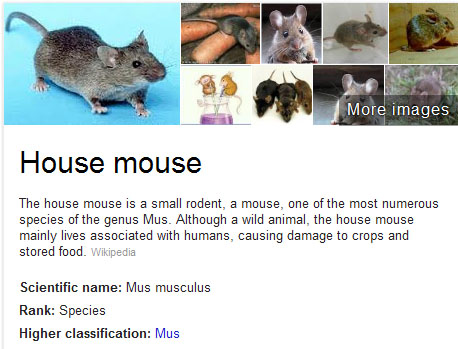 More images
House mouse
The house mouse is a small rodent, a mouse, one of the most numerous
species of the genus Mus. Although a wild animal, the house mouse
mainly lives associated with humans, causing damage to crops and
stored food. Wikipedia
Scientific name: Mus musculus
Rank: Species
Higher classification: Mus